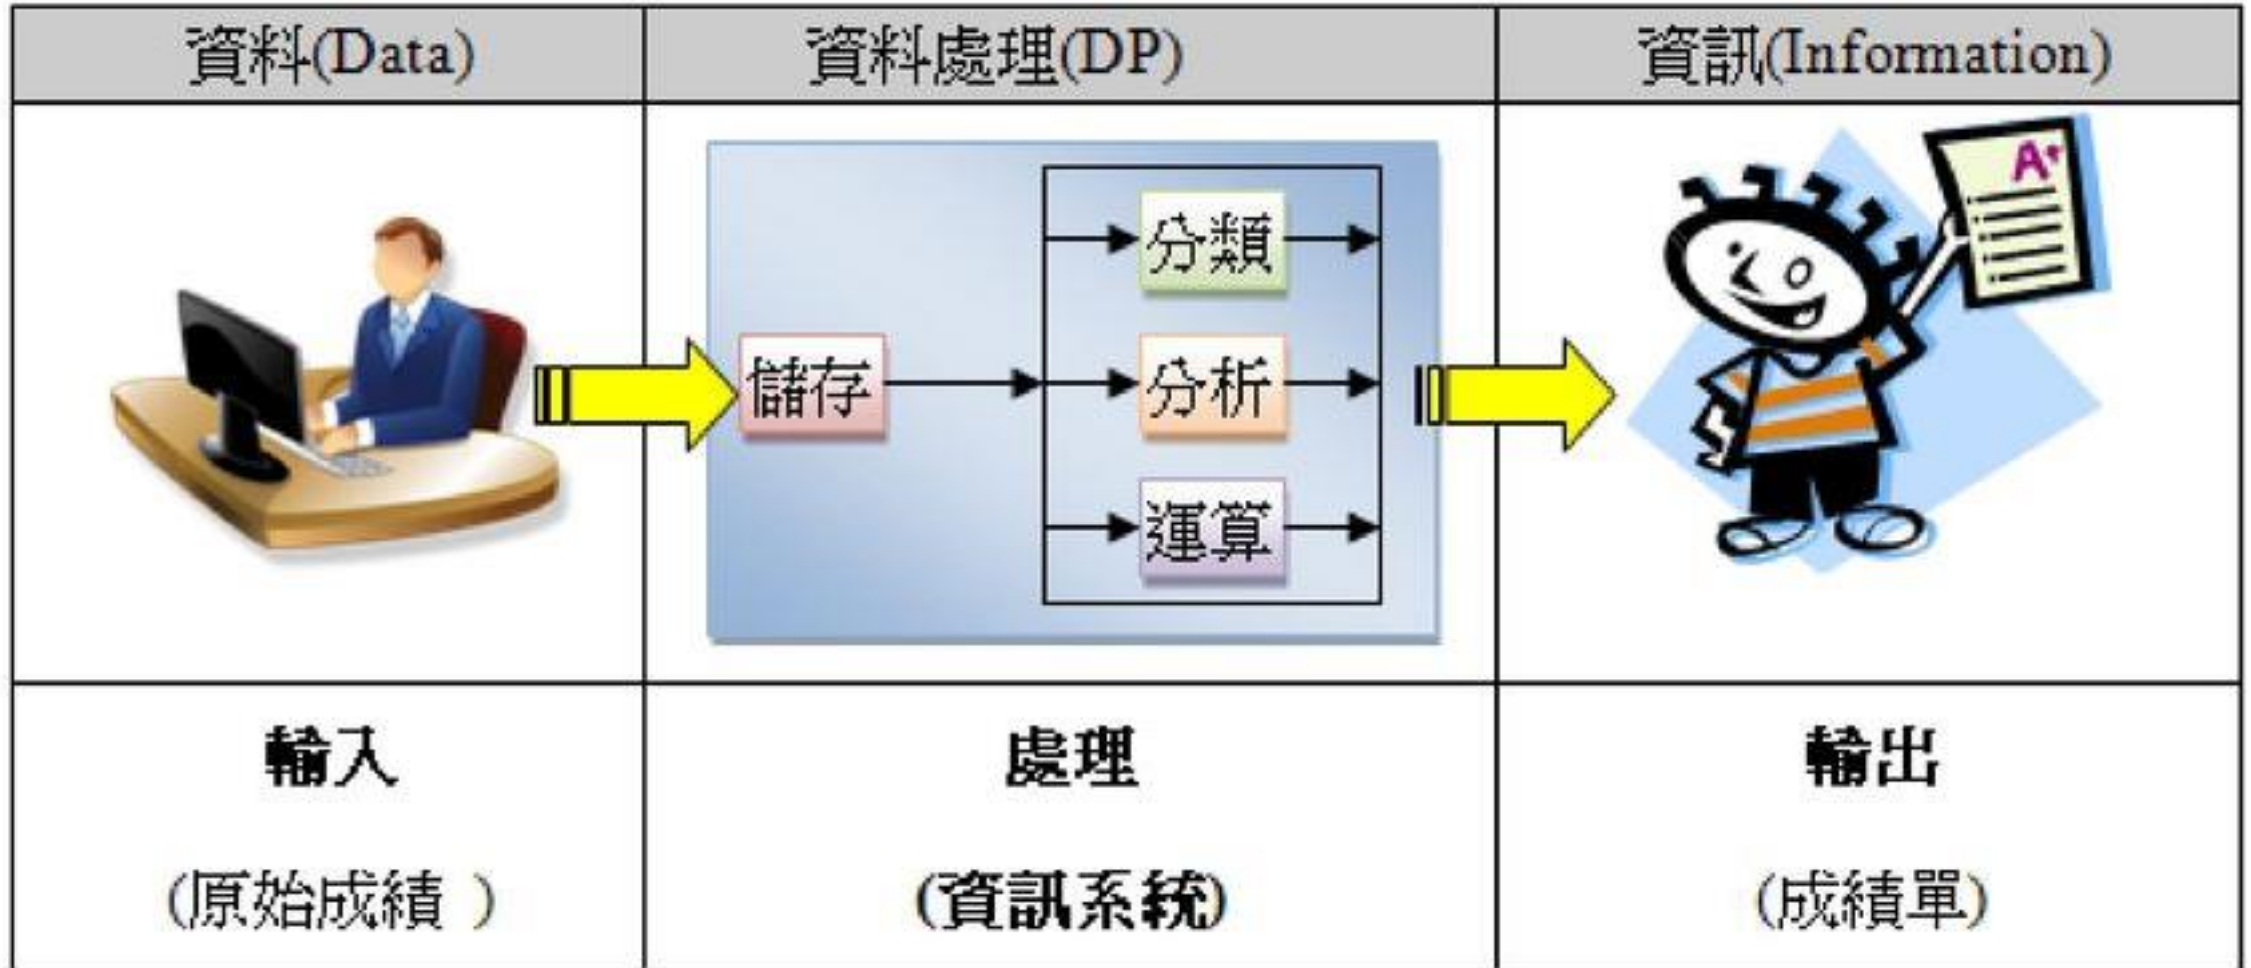 資料(Data)
資料處理(DP)
資訊(Information)
A+
分類
儲存
分析
運算
輸入
處理
輸出
(原始成績 )
(資訊系統)
(成績單)